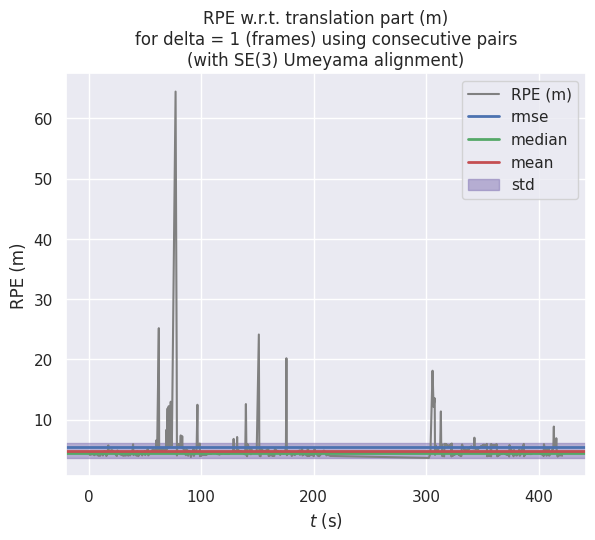 RPE w.r.t. translation part (m)
for delta = 1 (frames) using consecutive pairs
(with SE(3) Umeyama alignment)
RPE (m)
rmse
median
mean
std
60
50
40
30
20
10
RPE (m)
0
100
200
300
400
t (s)